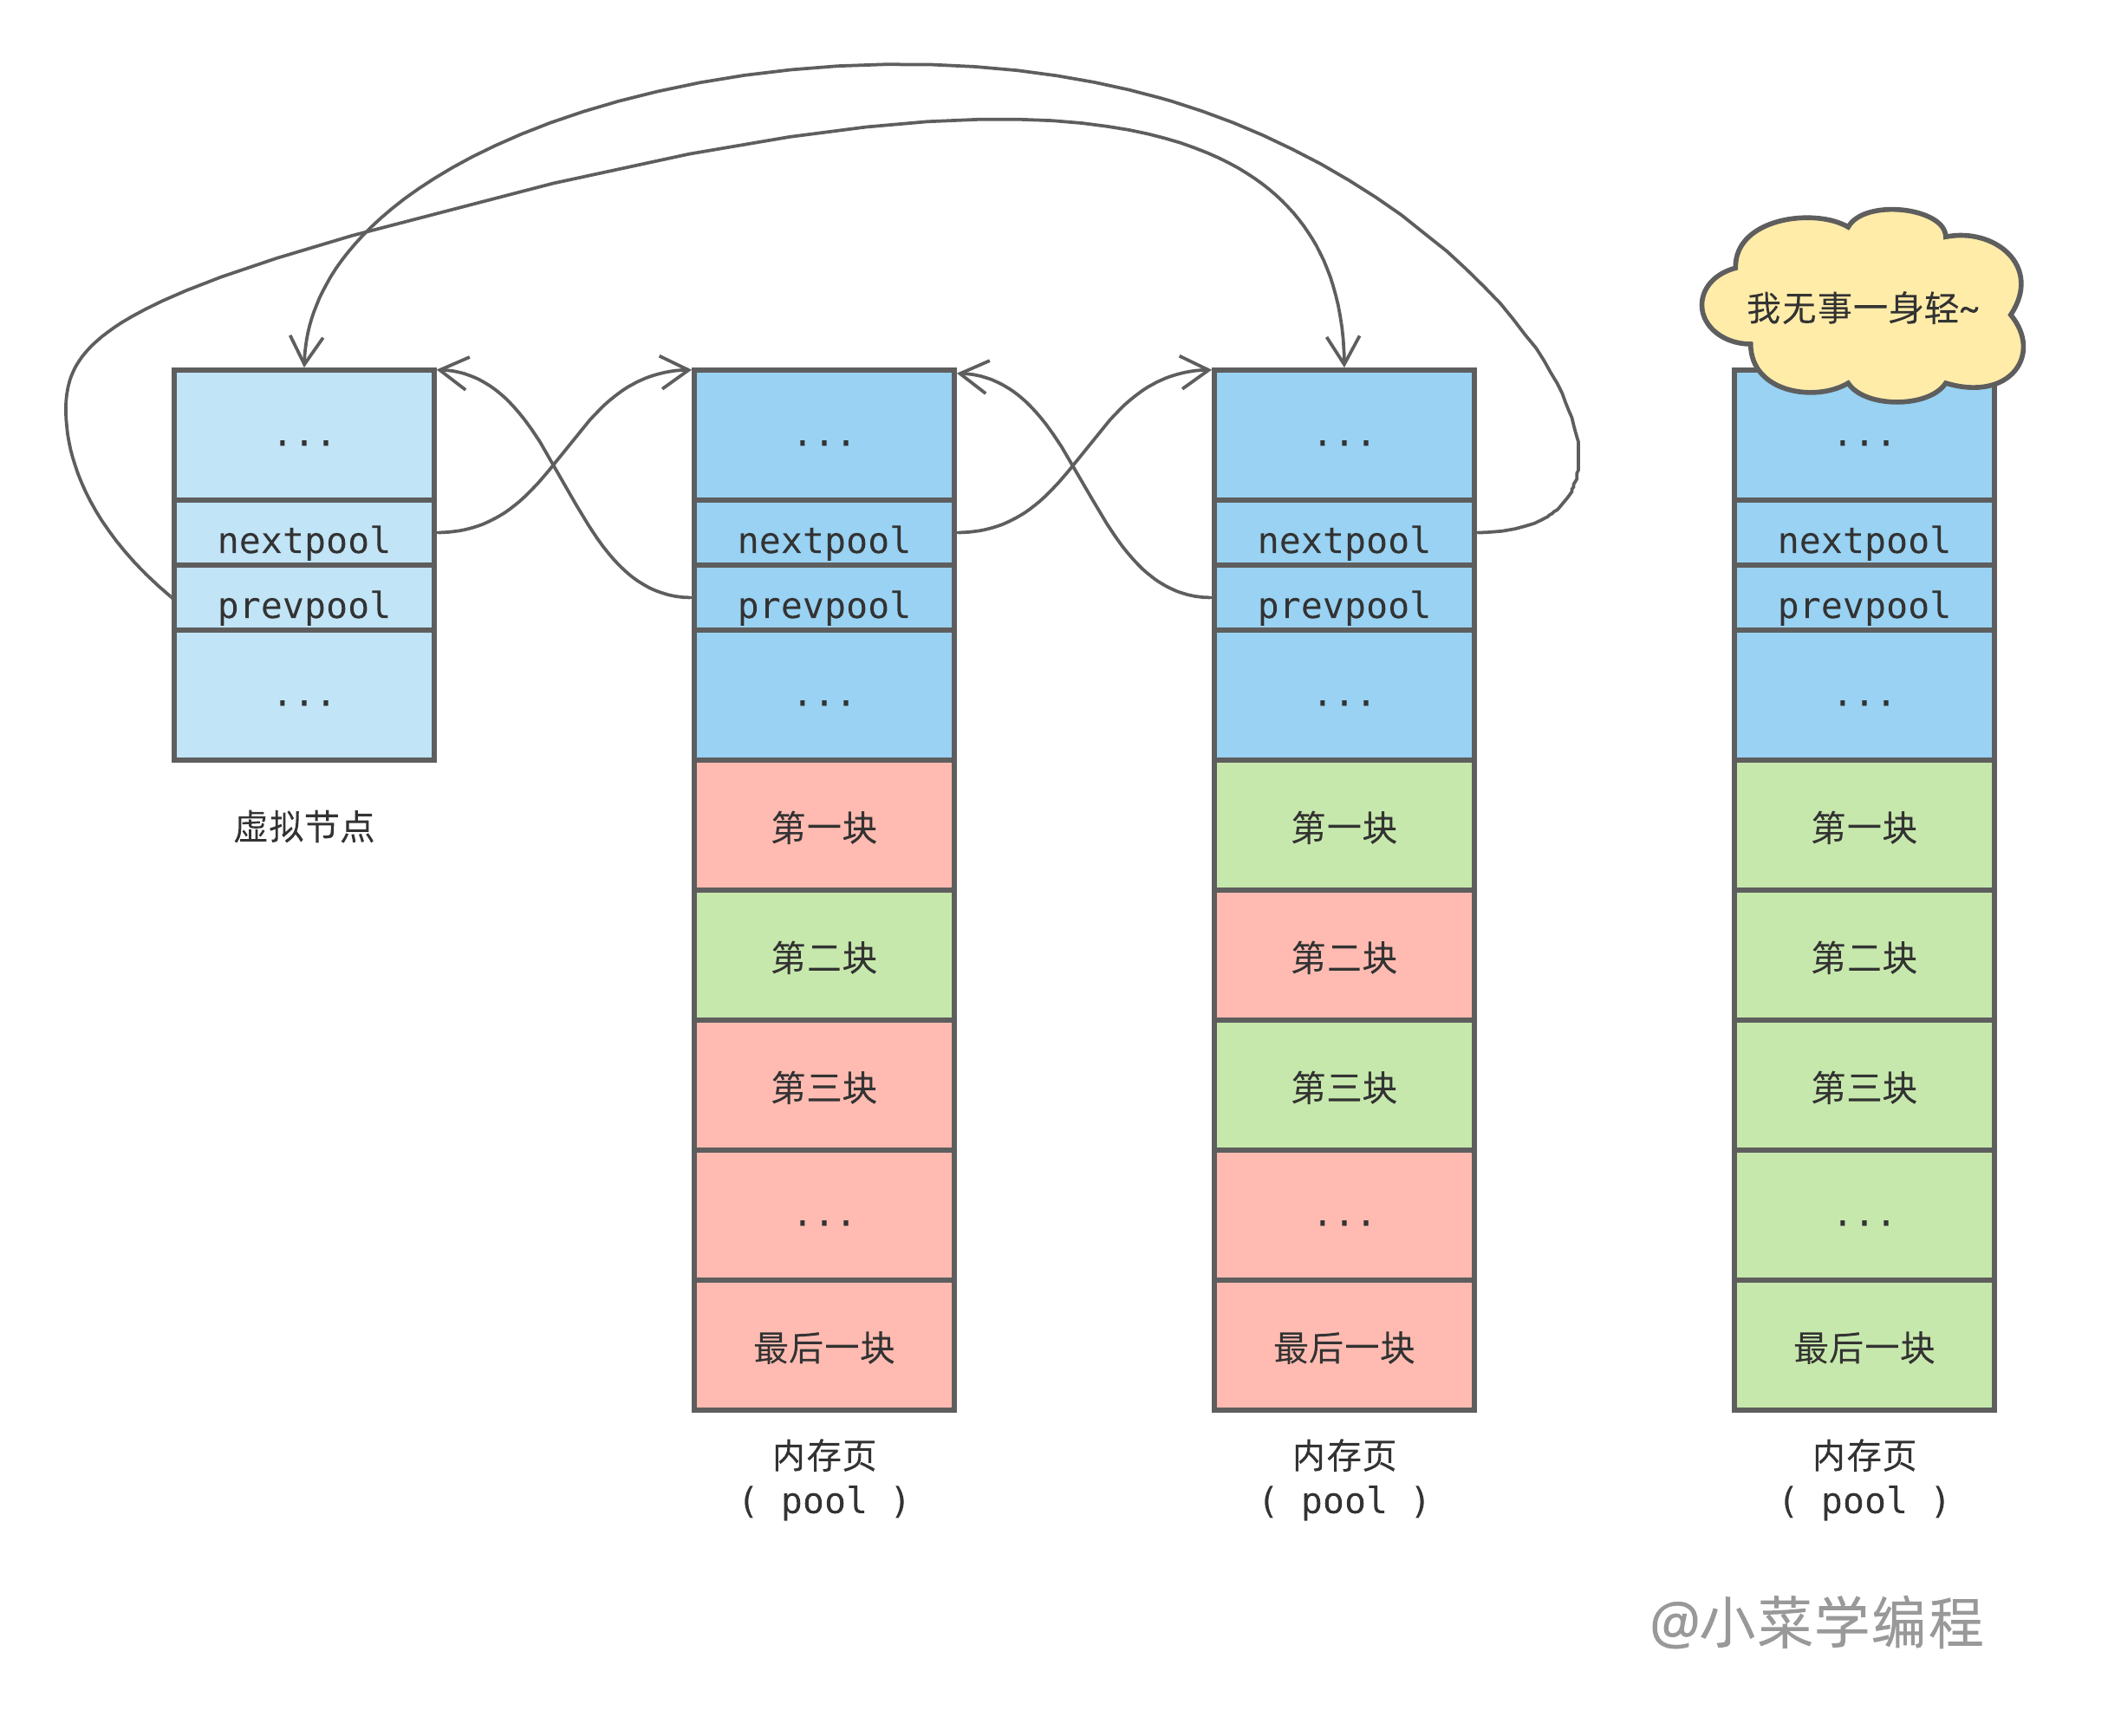 我无事一身轻~
...
nextpool
prevpool
...
虚拟节点
...
nextpool
prevpool
...
第一块
第二块
第三块
...
最后一块
内存页
( pool )
...
nextpool
prevpool
...
第一块
第二块
第三块
...
最后一块
内存页
( pool )
...
nextpool
prevpool
...
第一块
第二块
第三块
...
最后一块
内存页
( pool )
@小菜学编程